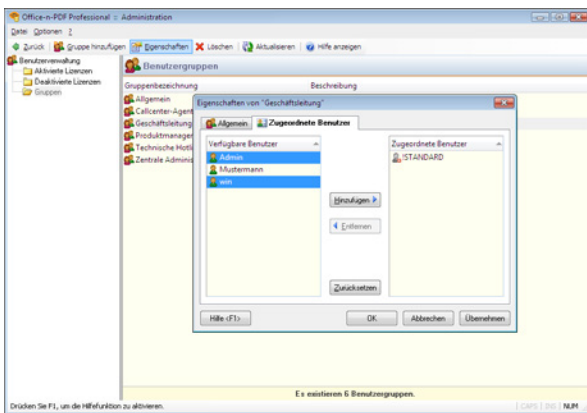 Office-n-PDF Professional :: Administration
Datei Optionen ?
Zurück Gruppe hinzufügen Eigenschaften Löschen Aktualisieren Hilfe anzeigen
Benutzerverwaltung
Aktivierte Lizenzen
Deaktivierte Lizenzen
Gruppen
Benutzergruppen
Gruppenbezeichnung Beschreibung
Allgemein
Callcenter-Agent
Geschäftsleitung
Produktmanager
Technische Hotli
Zentrale Adminis
Eigenschaften von "Geschäftsleitung"
Allgemein Zugeordnete Benutzer
Verfügbare Benutzer
Admin
Mustermann
win
Hinzufügen
Entfernen
Zurücksetzen
Zugeordnete Benutzer
!STANDARD
Hilfe <F1> OK Abbrechen Übernehmen
Es existieren 6 Benutzergruppen.
Drücken Sie F1, um die Hilfefunktion zu aktivieren. CAPS INS NUM